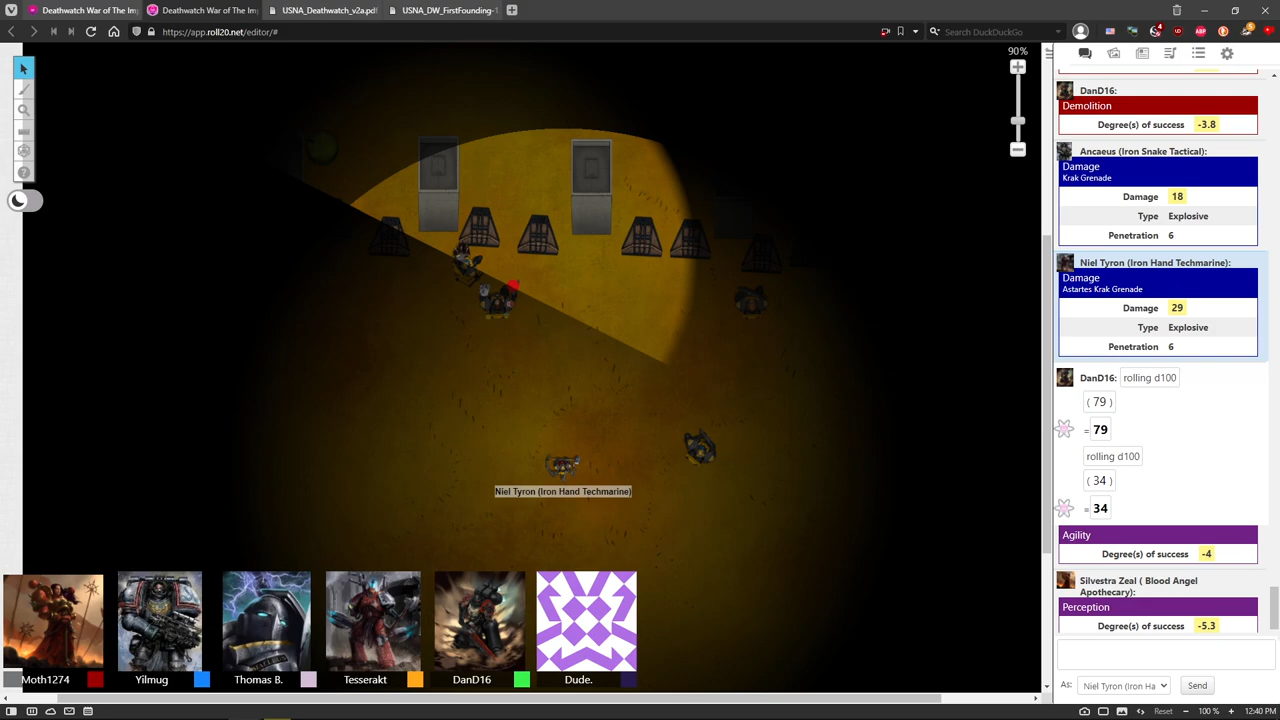 Deathwatch War of The Imp
Deathwatch War of The Imp
USNA_Deathwatch_v2a.pdf
USNA_DW_FirstFounding-1
https://app.roll20.net/editor/#
Search DuckDuckGo
90%
DanD16:
Demolition
Degree(s) of success -3.8
Ancaeus (Iron Snake Tactical):
Damage
Krak Grenade
Damage 18
Type Explosive
Penetration 6
Niel Tyron (Iron Hand Techmarine):
Damage
Astartes Krak Grenade
Damage 29
Type Explosive
Penetration 6
DanD16: rolling d100
( 79 )
= 79
rolling d100
( 34 )
= 34
Agility
Degree(s) of success -4
Silvestra Zeal ( Blood Angel
Apothecary):
Perception
Degree(s) of success -5.3
Niel Tyron (Iron Hand Techmarine)
Moth1274
Yilmug
Thomas B.
Tesserakt
DanD16
Dude.
As: Niel Tyron (Iron Ha
Send
Reset
100 %
12:40 PM